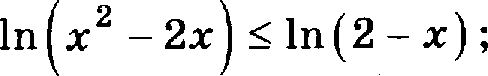 ln(x² − 2x) ≤ ln(2 − x);